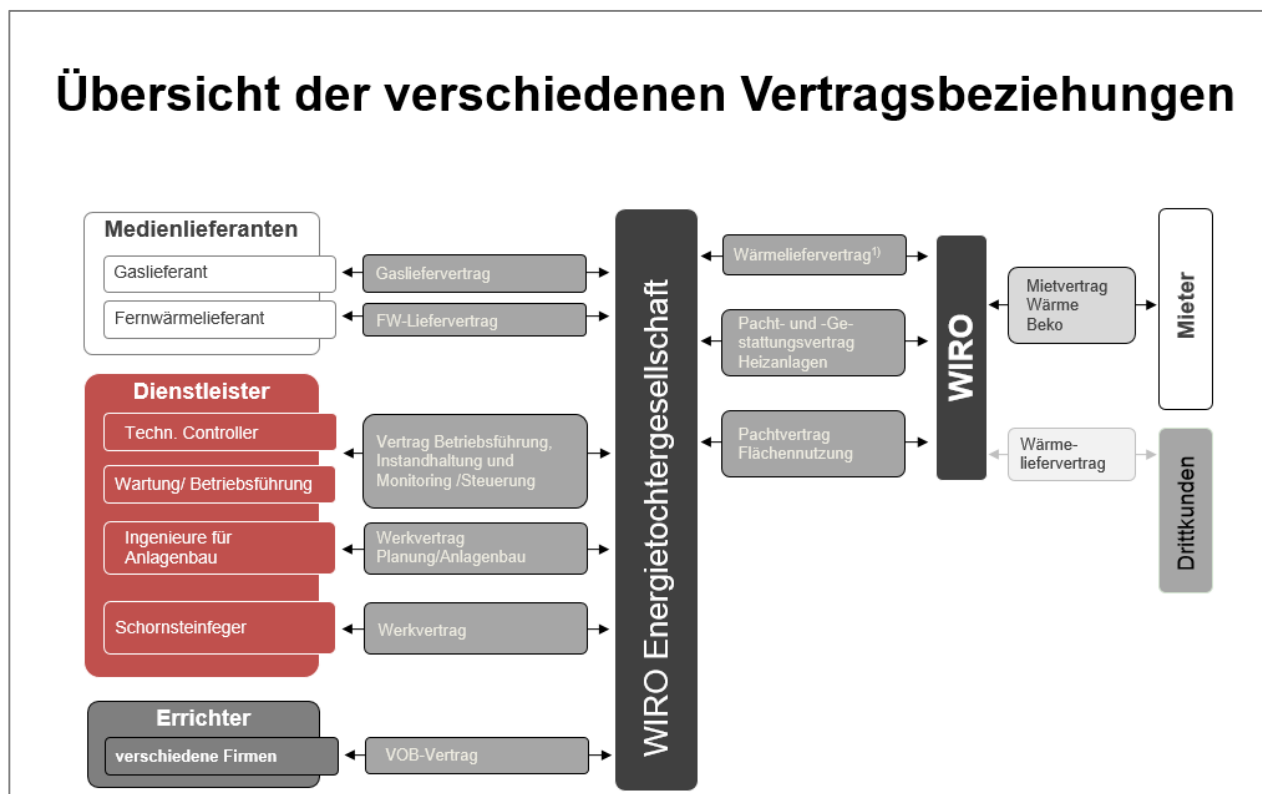 Übersicht der verschiedenen Vertragsbeziehungen
Medienlieferanten
Gaslieferant
Fernwärmelieferant
Gasliefervertrag
FW-Liefervertrag
Dienstleister
Techn. Controller
Wartung/ Betriebsführung
Ingenieure für
Anlagenbau
Schornsteinfeger
Vertrag Betriebsführung,
Instandhaltung und
Monitoring /Steuerung
Werkvertrag
Planung/Anlagenbau
Werkvertrag
Errichter
verschiedene Firmen
VOB-Vertrag
WIRO Energietochtergesellschaft
Wärmeliefervertrag¹⁾
Pacht- und -Ge-
stattungsvertrag
Heizanlagen
Pachtvertrag
Flächennutzung
WIRO
Mietvertrag
Wärme
Beko
Wärme-
liefervertrag
Mieter
Drittkunden